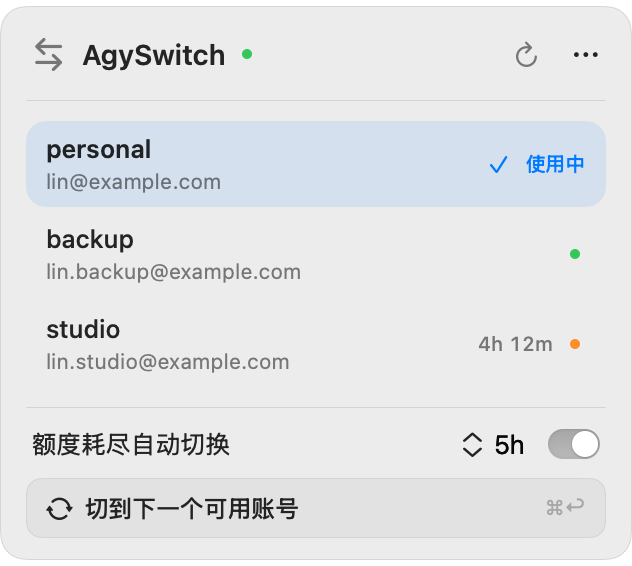 AgySwitch
personal
lin@example.com
使用中
backup
lin.backup@example.com
studio
lin.studio@example.com
4h 12m
额度耗尽自动切换
5h
切到下一个可用账号
⌘↩